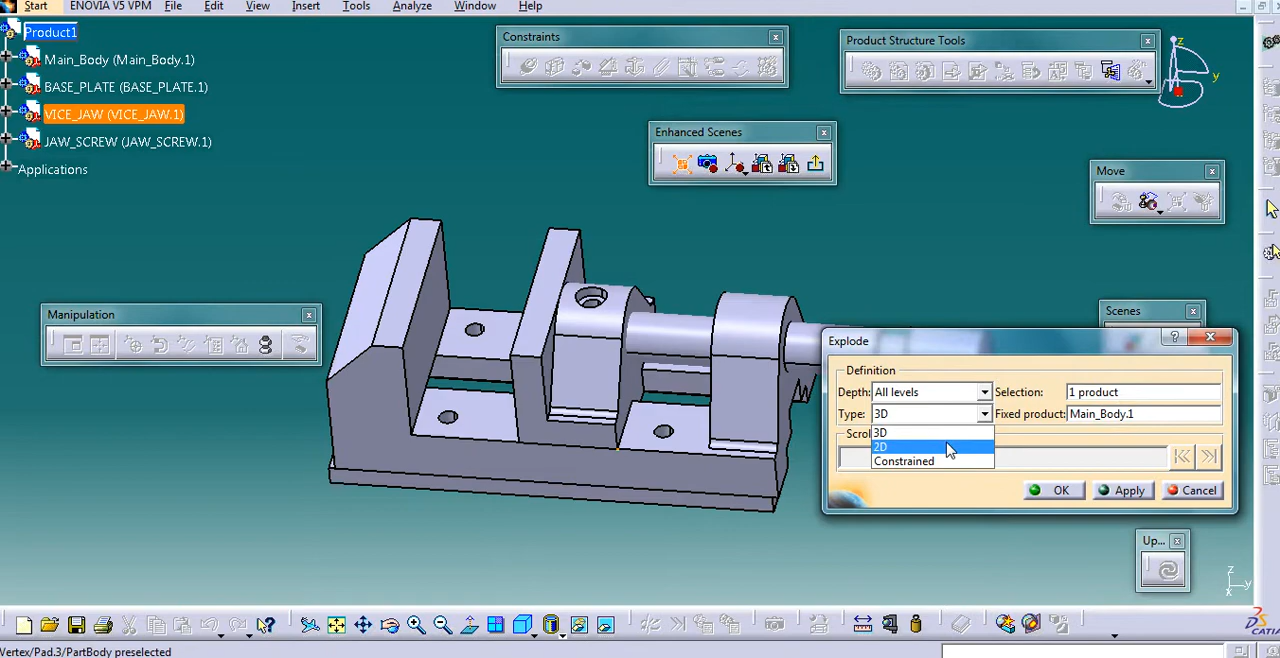 Start ENOVIA V5 VPM File Edit View Insert Tools Analyze Window Help
Product1
Main_Body (Main_Body.1)
BASE_PLATE (BASE_PLATE.1)
VICE_JAW (VICE_JAW.1)
JAW_SCREW (JAW_SCREW.1)
Applications
Constraints
Product Structure Tools
z
y
Enhanced Scenes
Move
Manipulation
Scenes
Explode
Definition
Depth: All levels Selection: 1 product
Type: 3D Fixed product: Main_Body.1
3D
2D
Constrained
Scrol
OK Apply Cancel
Up...
z
y
x
CATIA
Vertex/Pad.3/PartBody preselected